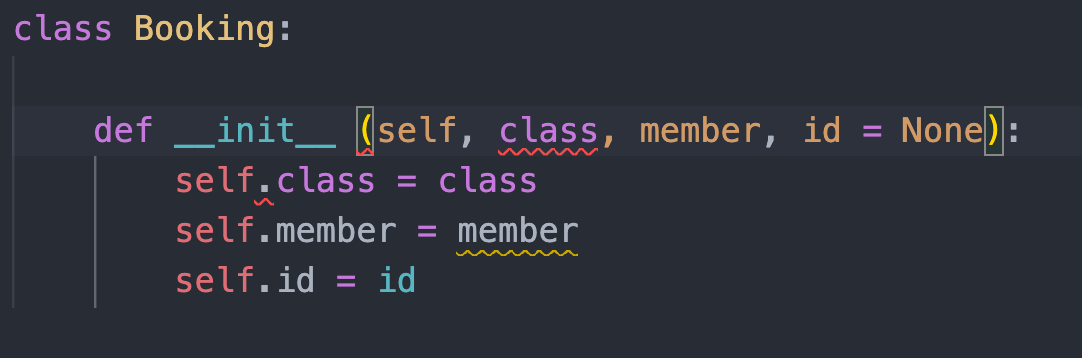 class Booking:
    def __init__ (self, class, member, id = None):
        self.class = class
        self.member = member
        self.id = id